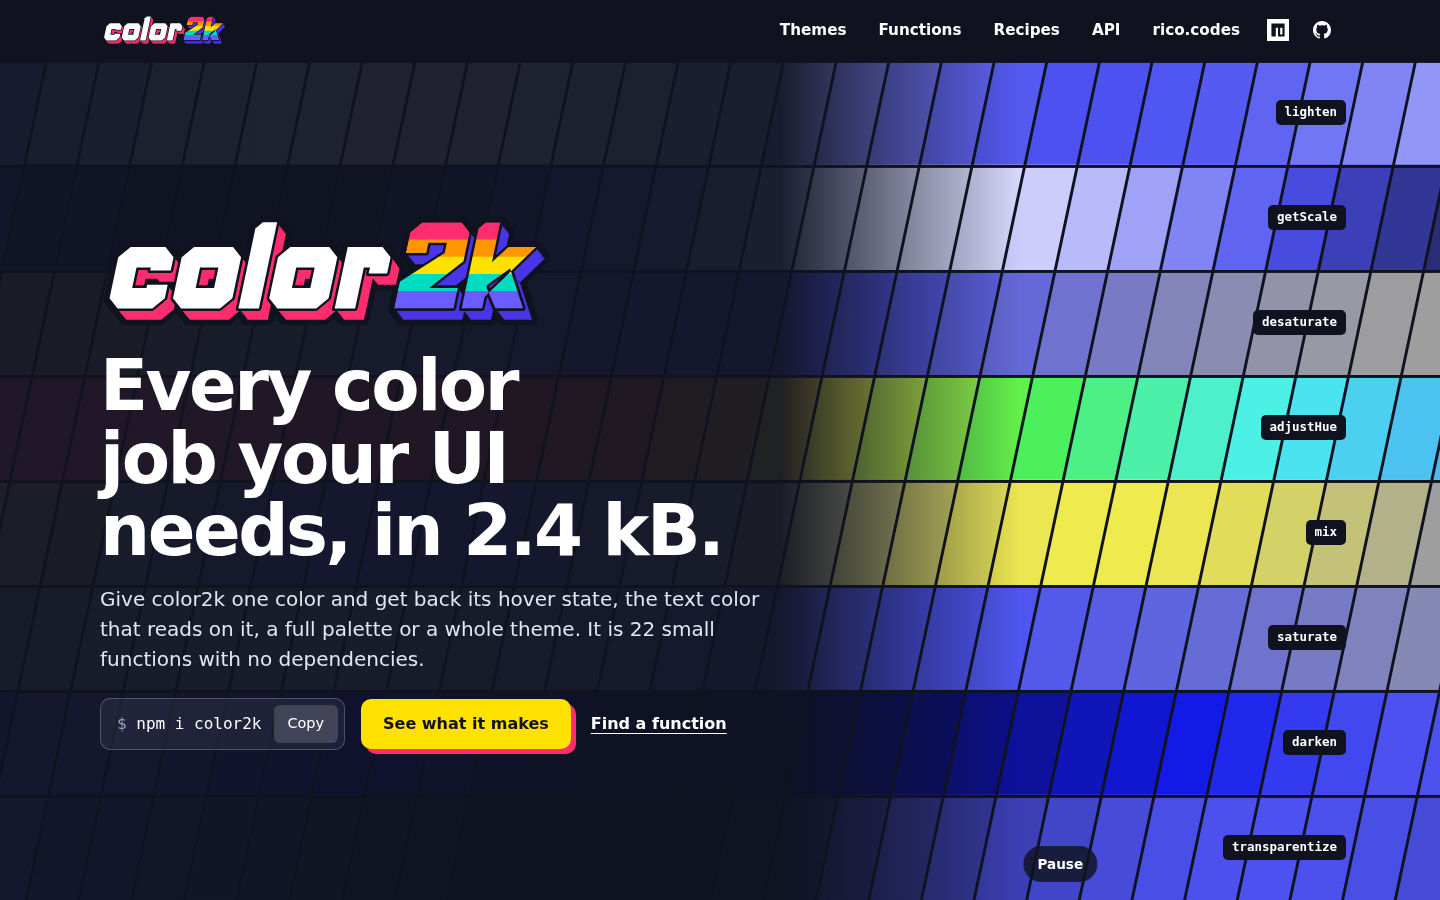 color2k
Themes
Functions
Recipes
API
rico.codes
lighten
getScale
color2k
desaturate
Every color
job your UI
needs, in 2.4 kB.
adjustHue
mix
Give color2k one color and get back its hover state, the text color
that reads on it, a full palette or a whole theme. It is 22 small
functions with no dependencies.
saturate
$ npm i color2k
Copy
See what it makes
Find a function
darken
transparentize
Pause